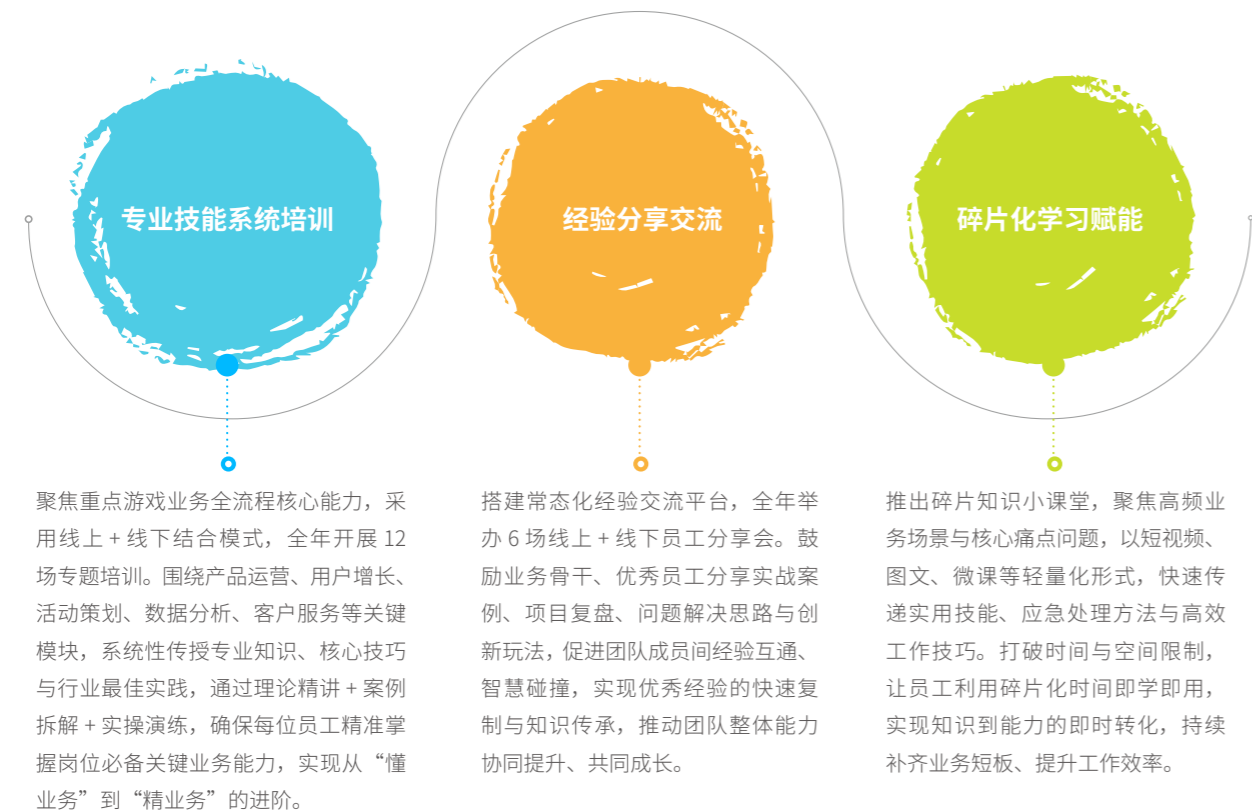 专业技能系统培训
经验分享交流
碎片化学习赋能
聚焦重点游戏业务全流程核心能力，采
用线上 + 线下结合模式，全年开展 12
场专题培训。围绕产品运营、用户增长、
活动策划、数据分析、客户服务等关键
模块，系统性传授专业知识、核心技巧
与行业最佳实践，通过理论精讲 + 案例
拆解 + 实操演练，确保每位员工精准掌
握岗位必备关键业务能力，实现从“懂
业务”到“精业务”的进阶。
搭建常态化经验交流平台，全年举
办 6 场线上 + 线下员工分享会。鼓
励业务骨干、优秀员工分享实战案
例、项目复盘、问题解决思路与创
新玩法，促进团队成员间经验互通、
智慧碰撞，实现优秀经验的快速复
制与知识传承，推动团队整体能力
协同提升、共同成长。
推出碎片知识小课堂，聚焦高频业
务场景与核心痛点问题，以短视频、
图文、微课等轻量化形式，快速传
递实用技能、应急处理方法与高效
工作技巧。打破时间与空间限制，
让员工利用碎片化时间即学即用，
实现知识到能力的即时转化，持续
补齐业务短板、提升工作效率。